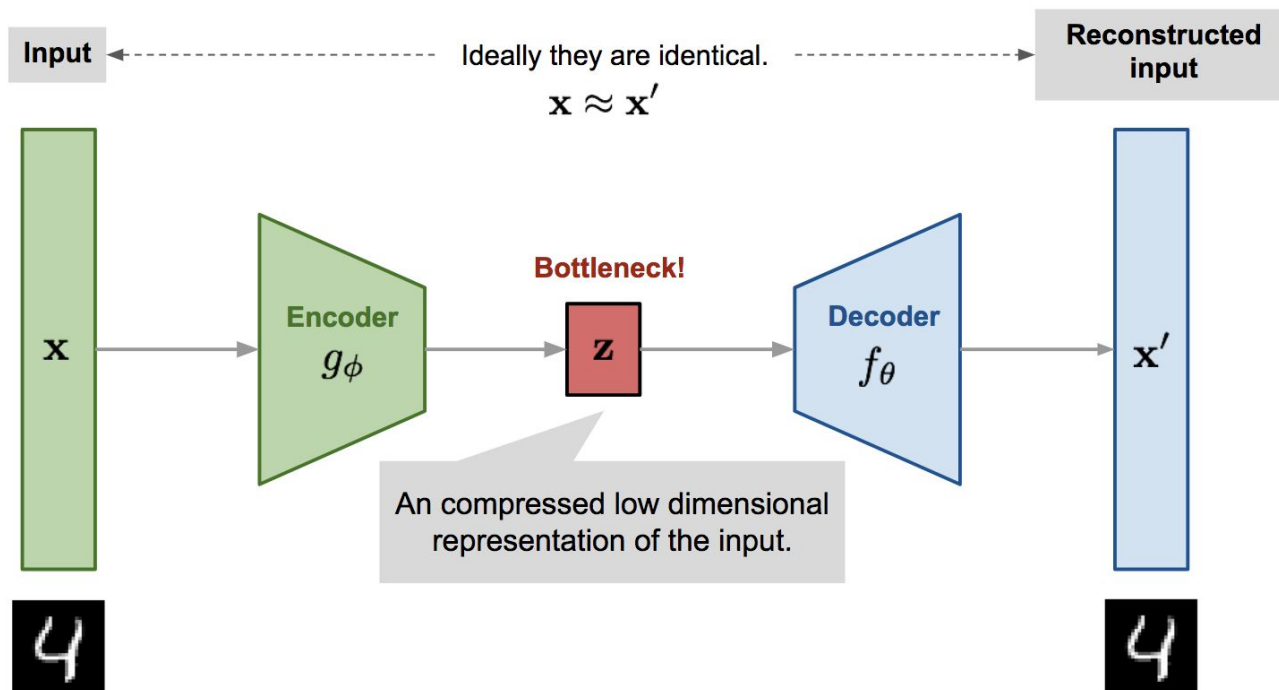 Input
Ideally they are identical.
x ≈ x′
Reconstructed
input
Bottleneck!
x
Encoder
gϕ
z
Decoder
fθ
x′
An compressed low dimensional
representation of the input.
4
4